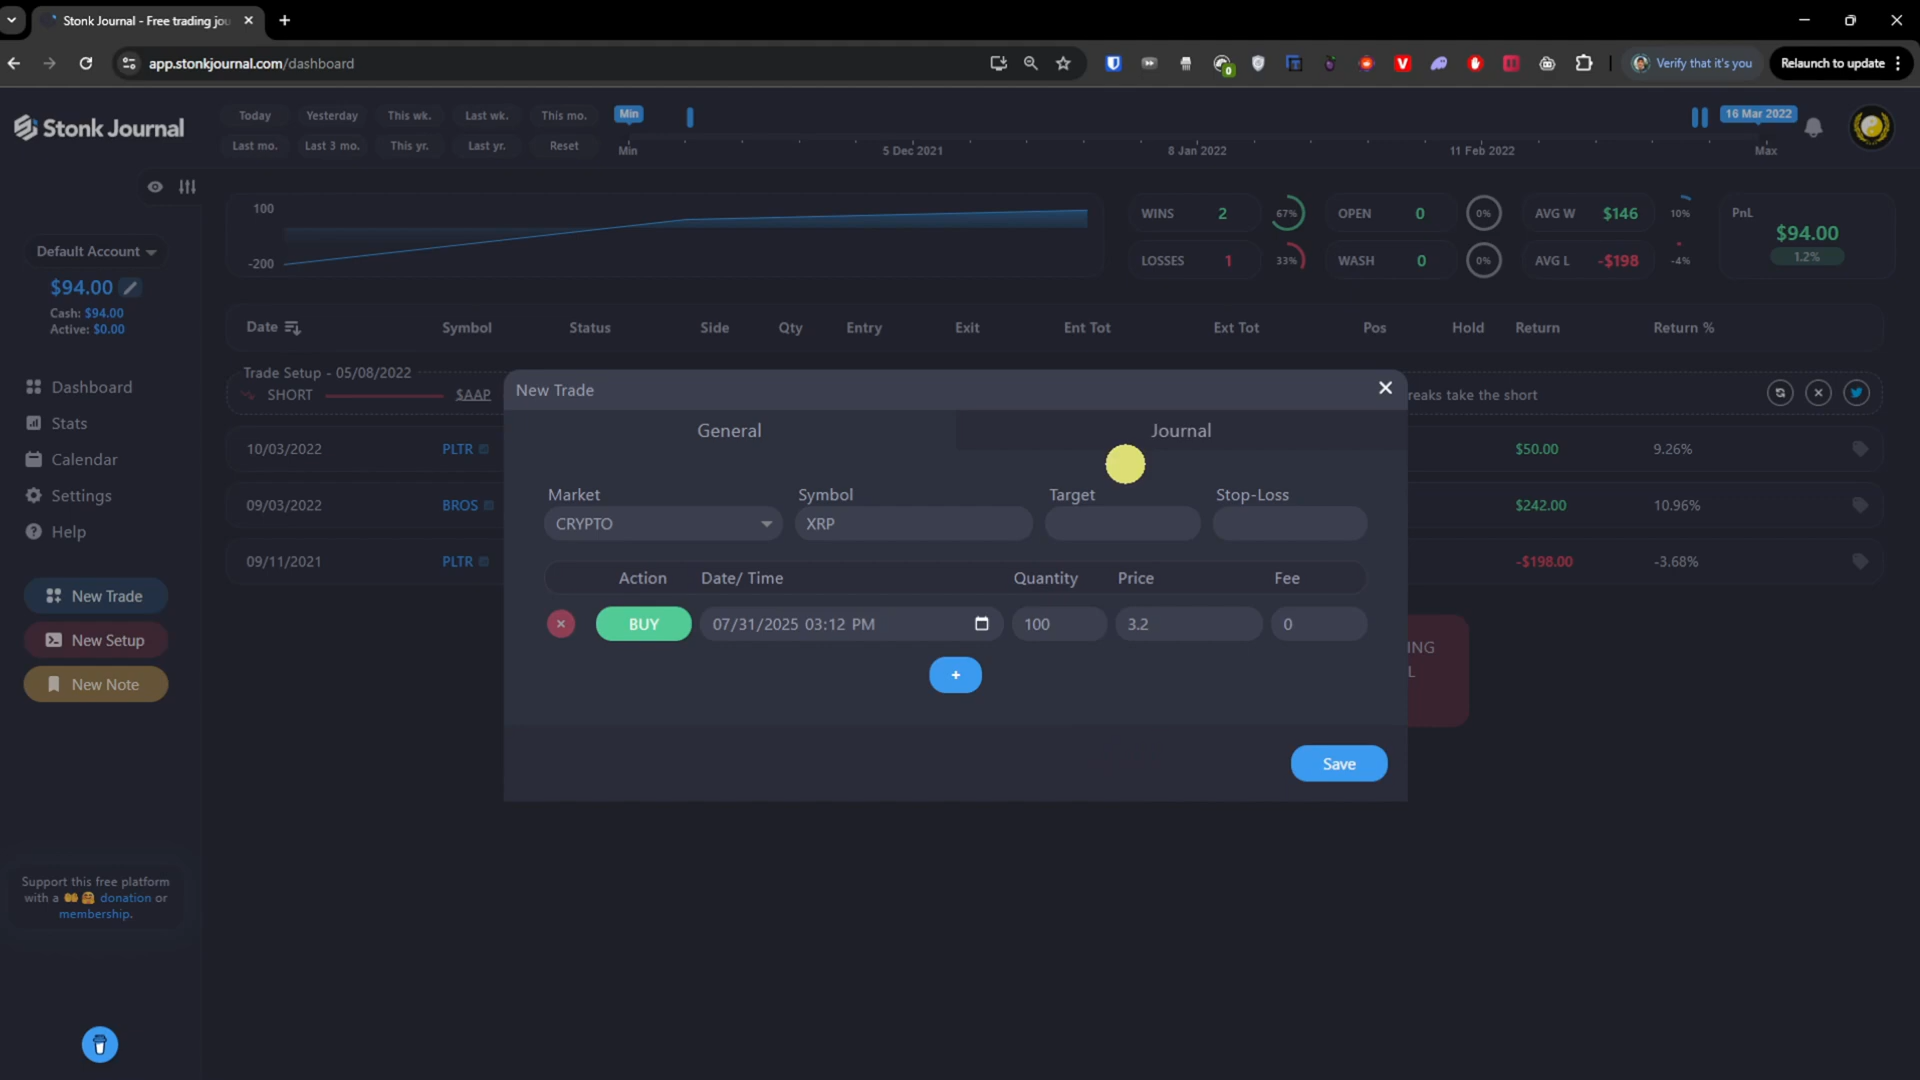 Stonk Journal - Free trading jou
app.stonkjournal.com/dashboard
0
Verify that it's you
Relaunch to update
Stonk Journal
Today
Yesterday
This wk.
Last wk.
This mo.
Last mo.
Last 3 mo.
This yr.
Last yr.
Reset
Min
16 Mar 2022
Min
5 Dec 2021
8 Jan 2022
11 Feb 2022
Max
Default Account
$94.00
Cash: $94.00
Active: $0.00
Dashboard
Stats
Calendar
Settings
Help
New Trade
New Setup
New Note
Support this free platform
with a donation or
membership.
100
-200
WINS 2 67%
OPEN 0 0%
AVG W $146 10%
LOSSES 1 33%
WASH 0 0%
AVG L -$198 -4%
PnL
$94.00
1.2%
Date Symbol Status Side Qty Entry Exit Ent Tot Ext Tot Pos Hold Return Return %
Trade Setup - 05/08/2022
SHORT $AAP
reaks take the short
10/03/2022 PLTR $50.00 9.26%
09/03/2022 BROS $242.00 10.96%
09/11/2021 PLTR -$198.00 -3.68%
ING
L
New Trade
General
Journal
Market Symbol Target Stop-Loss
CRYPTO XRP
Action Date/ Time Quantity Price Fee
BUY 07/31/2025 03:12 PM 100 3.2 0
+
Save